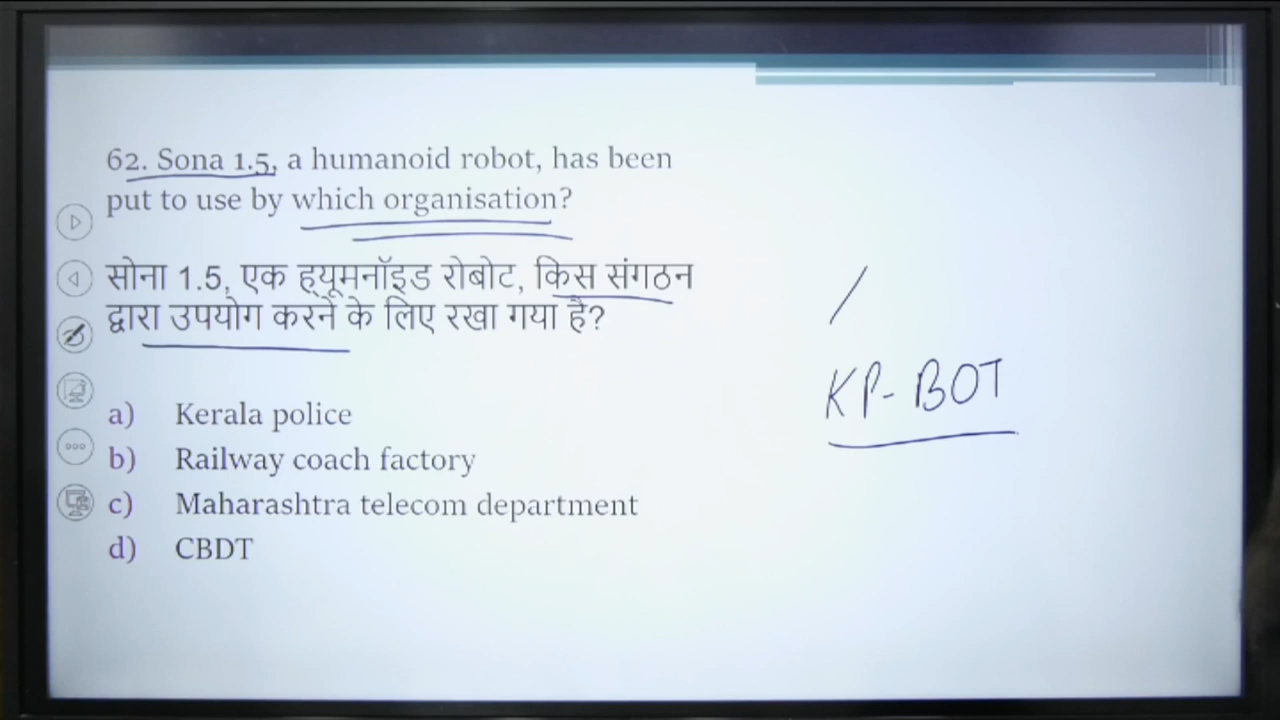 62. Sona 1.5, a humanoid robot, has been
put to use by which organisation?
सोना 1.5, एक ह्यूमनॉइड रोबोट, किस संगठन
द्वारा उपयोग करने के लिए रखा गया है?
KP-BOT
a) Kerala police
b) Railway coach factory
c) Maharashtra telecom department
d) CBDT